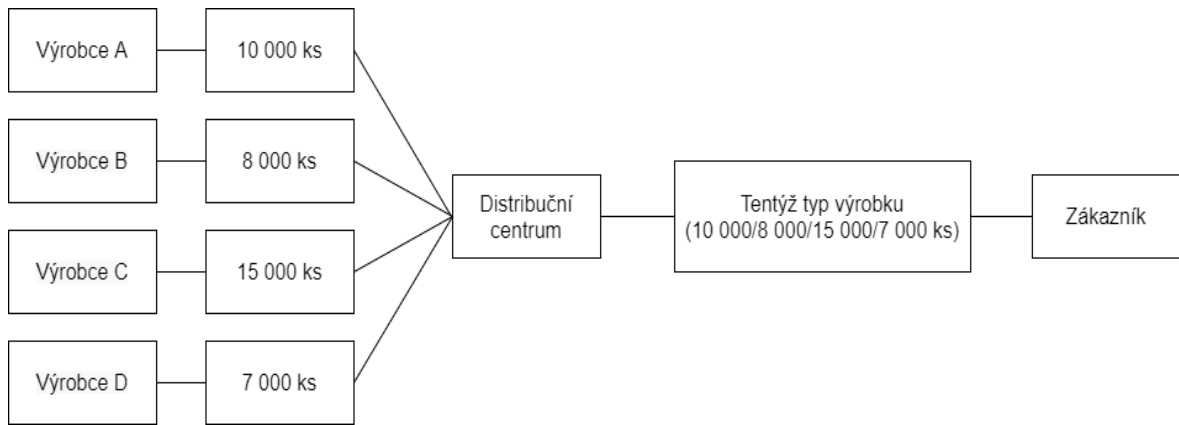 Výrobce A
10 000 ks
Výrobce B
8 000 ks
Výrobce C
15 000 ks
Výrobce D
7 000 ks
Distribuční
centrum
Tentýž typ výrobku
(10 000/8 000/15 000/7 000 ks)
Zákazník